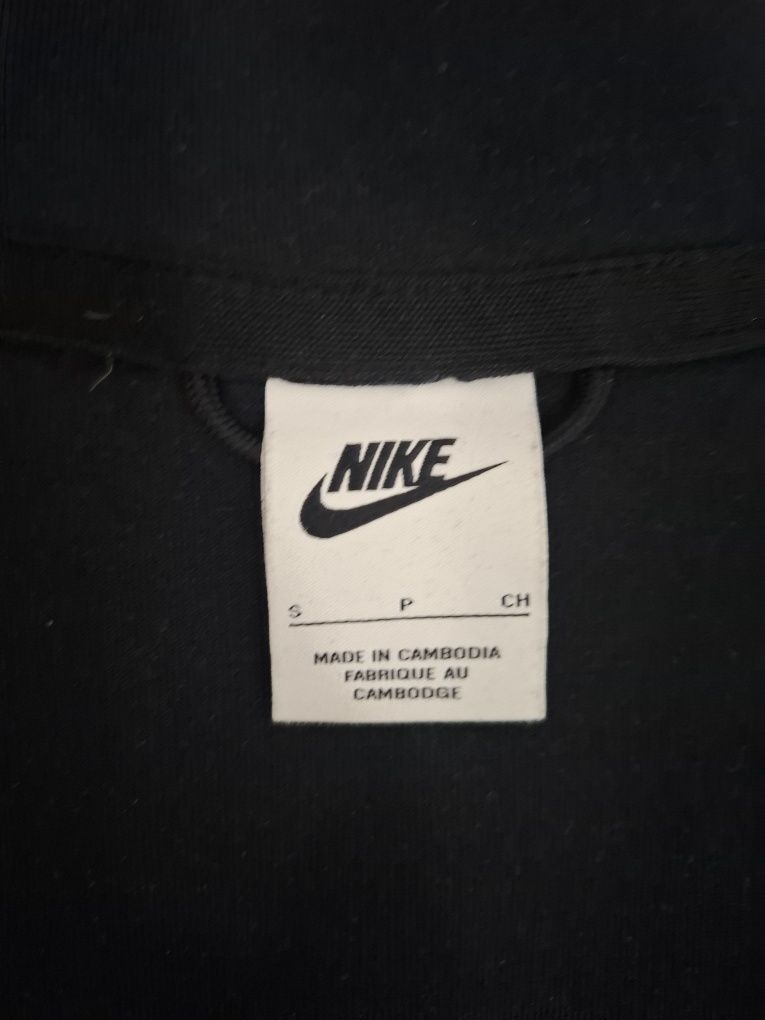 NIKE
S P CH
MADE IN CAMBODIA
FABRIQUE AU
CAMBODGE